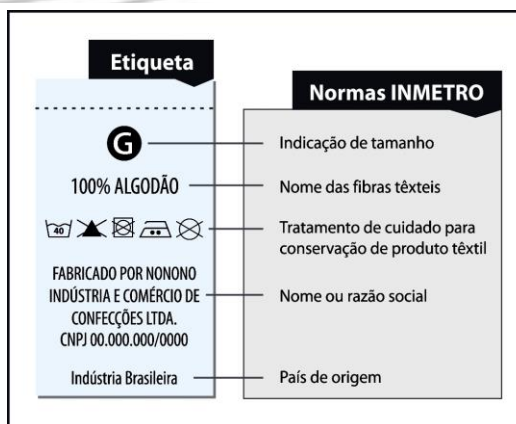 Etiqueta
Normas INMETRO
G
Indicação de tamanho
100% ALGODÃO
Nome das fibras têxteis
40
Tratamento de cuidado para
conservação de produto têxtil
FABRICADO POR NONONO
INDÚSTRIA E COMÉRCIO DE
CONFECÇÕES LTDA.
CNPJ 00.000.000/0000
Nome ou razão social
Indústria Brasileira
País de origem